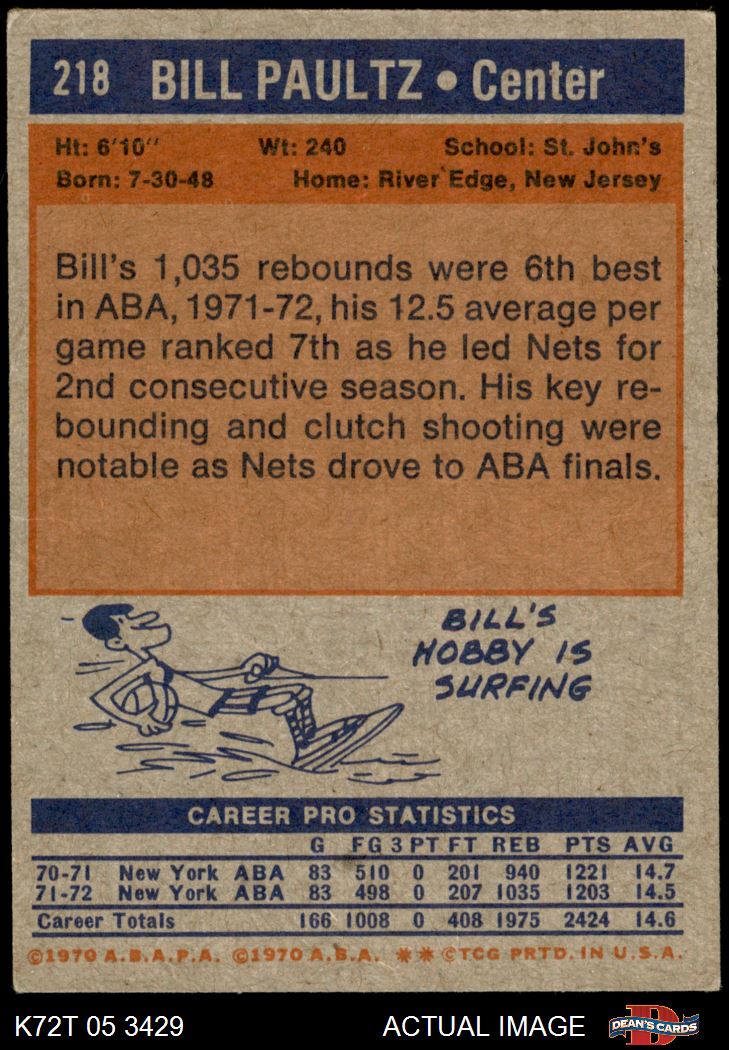 218 BILL PAULTZ • Center
Ht: 6'10" Wt: 240 School: St. John's
Born: 7-30-48 Home: River Edge, New Jersey
Bill's 1,035 rebounds were 6th best
in ABA, 1971-72, his 12.5 average per
game ranked 7th as he led Nets for
2nd consecutive season. His key re-
bounding and clutch shooting were
notable as Nets drove to ABA finals.
BILL'S
HOBBY IS
SURFING
CAREER PRO STATISTICS
G FG 3 PT FT REB PTS AVG
70-71 New York ABA 83 510 0 201 940 1221 14.7
71-72 New York ABA 83 498 0 207 1035 1203 14.5
Career Totals 166 1008 0 408 1975 2424 14.6
©1970 A.B.A.P.A. ©1970 A.B.A. ** ©TCG PRTD. IN U.S.A.
K72T 05 3429 ACTUAL IMAGE D DEAN'S CARDS